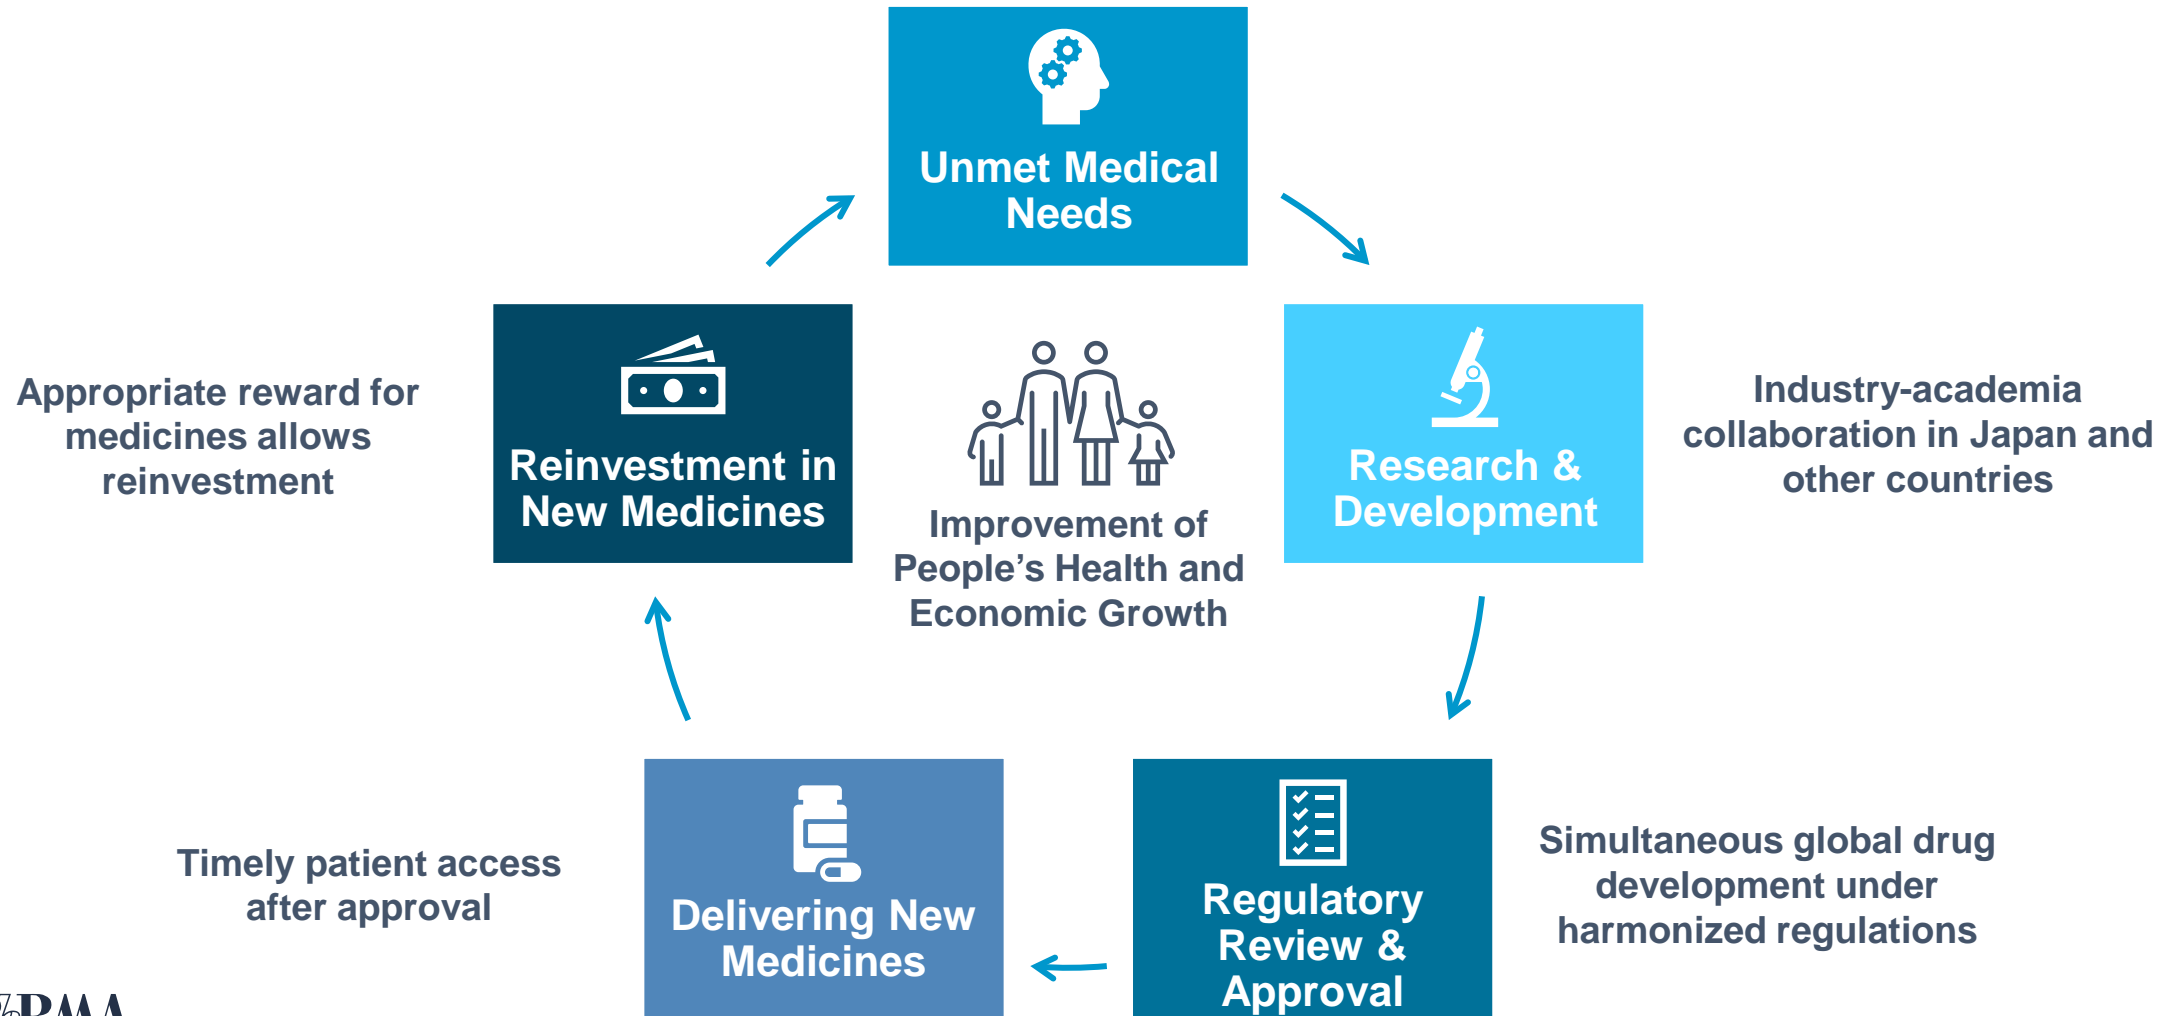 Unmet Medical
Needs
Reinvestment in
New Medicines
Appropriate reward for
medicines allows
reinvestment
Improvement of
People’s Health and
Economic Growth
Research &
Development
Industry-academia
collaboration in Japan and
other countries
Timely patient access
after approval
Delivering New
Medicines
Regulatory
Review &
Approval
Simultaneous global drug
development under
harmonized regulations